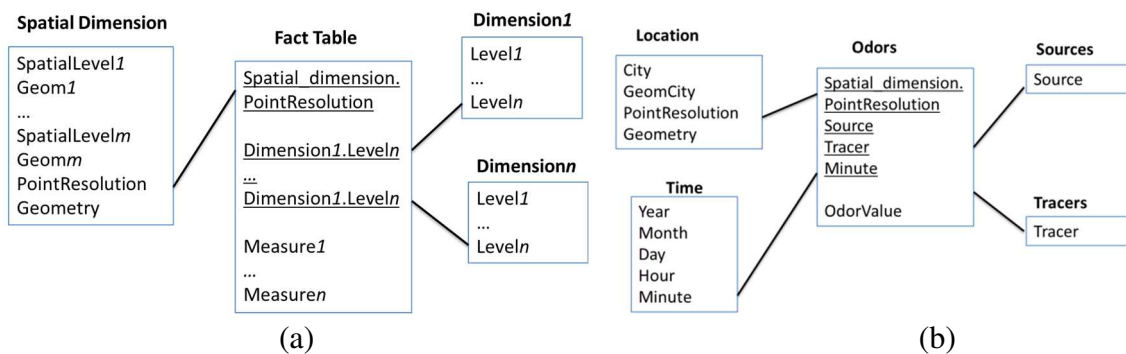 Spatial Dimension
SpatialLevel1
Geom1
...
SpatialLevelm
Geomm
PointResolution
Geometry
Fact Table
Spatial_dimension.
PointResolution
Dimension1.Leveln
...
Dimension1.Leveln
Measure1
...
Measuren
Dimension1
Level1
...
Leveln
Dimensionn
Level1
...
Leveln
(a)
Location
City
GeomCity
PointResolution
Geometry
Time
Year
Month
Day
Hour
Minute
Odors
Spatial_dimension.
PointResolution
Source
Tracer
Minute
OdorValue
Sources
Source
Tracers
Tracer
(b)